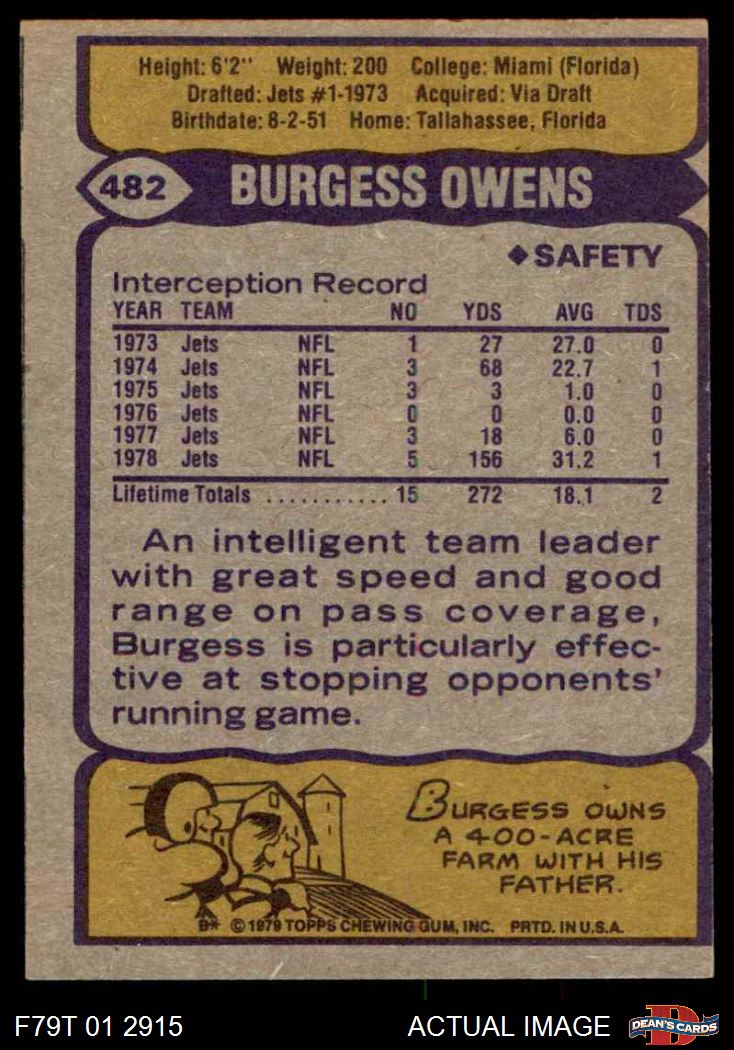 Height: 6'2" Weight: 200 College: Miami (Florida)
Drafted: Jets #1-1973 Acquired: Via Draft
Birthdate: 8-2-51 Home: Tallahassee, Florida
482 BURGESS OWENS
◆SAFETY
Interception Record
YEAR TEAM NO YDS AVG TDS
1973 Jets NFL 1 27 27.0 0
1974 Jets NFL 3 68 22.7 1
1975 Jets NFL 3 3 1.0 0
1976 Jets NFL 0 0 0.0 0
1977 Jets NFL 3 18 6.0 0
1978 Jets NFL 5 156 31.2 1
Lifetime Totals ............ 15 272 18.1 2
An intelligent team leader
with great speed and good
range on pass coverage,
Burgess is particularly effec-
tive at stopping opponents'
running game.
BURGESS OWNS
A 400-ACRE
FARM WITH HIS
FATHER.
B* © 1979 TOPPS CHEWING GUM, INC. PRTD. IN U.S.A.
F79T 01 2915 ACTUAL IMAGE D DEAN'S CARDS